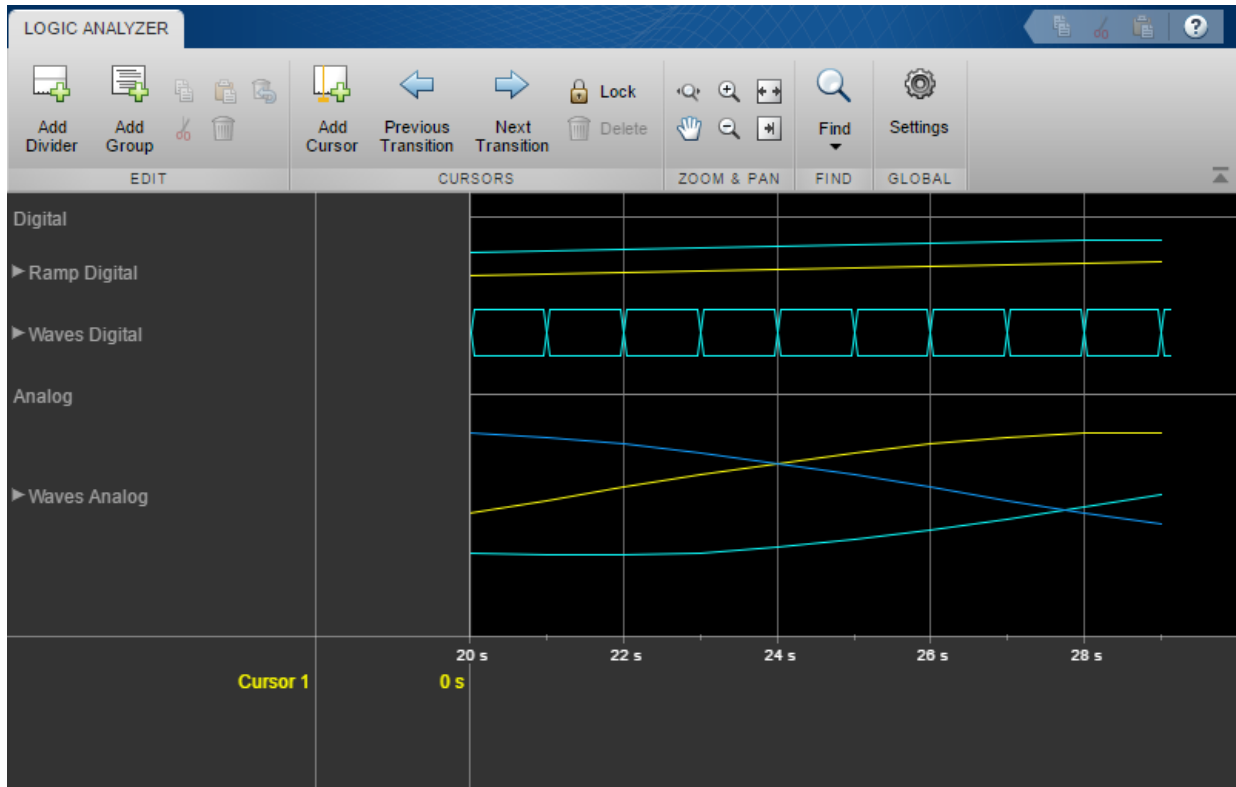 LOGIC ANALYZER
?
Lock
Add Divider
Add Group
Add Cursor
Previous Transition
Next Transition
Delete
Find
Settings
EDIT
CURSORS
ZOOM & PAN
FIND
GLOBAL
Digital
Ramp Digital
Waves Digital
Analog
Waves Analog
20 s 22 s 24 s 26 s 28 s
Cursor 1 0 s